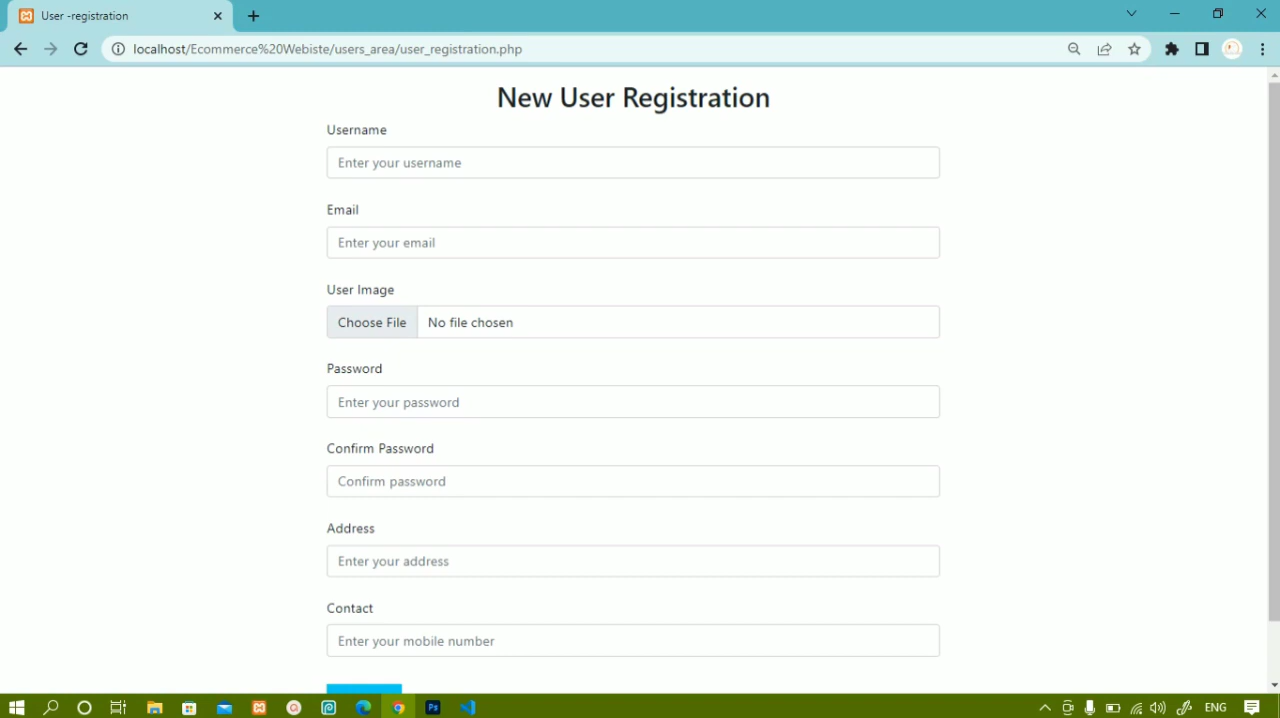 User -registration
localhost/Ecommerce%20Webiste/users_area/user_registration.php
New User Registration
Username
Enter your username
Email
Enter your email
User Image
Choose File No file chosen
Password
Enter your password
Confirm Password
Confirm password
Address
Enter your address
Contact
Enter your mobile number
Ps
ENG